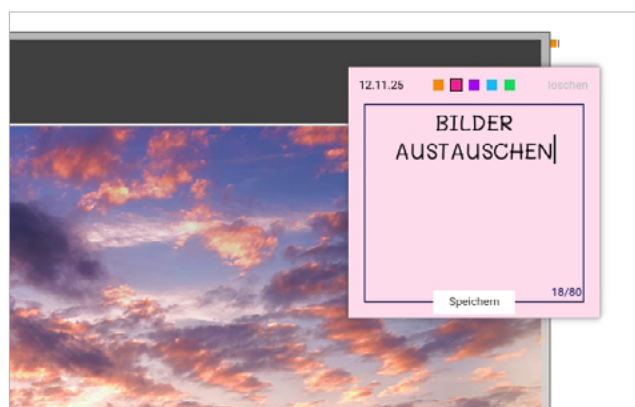 12.11.25 löschen
BILDER
AUSTAUSCHEN
18/80
Speichern